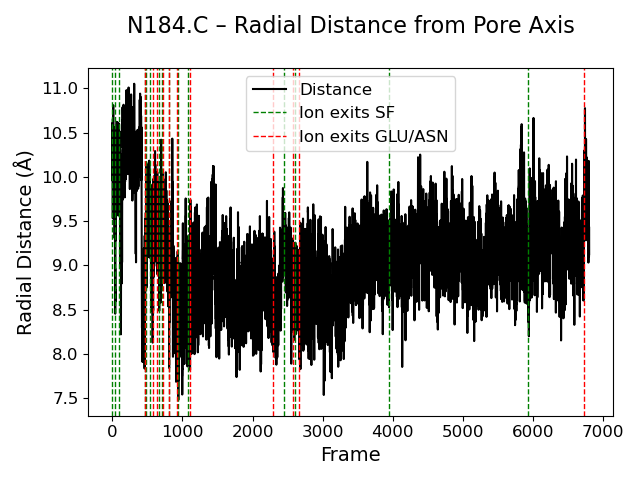 N184.C – Radial Distance from Pore Axis
Distance
Ion exits SF
Ion exits GLU/ASN
Radial Distance (Å)
11.0
10.5
10.0
9.5
9.0
8.5
8.0
7.5
0 1000 2000 3000 4000 5000 6000 7000
Frame